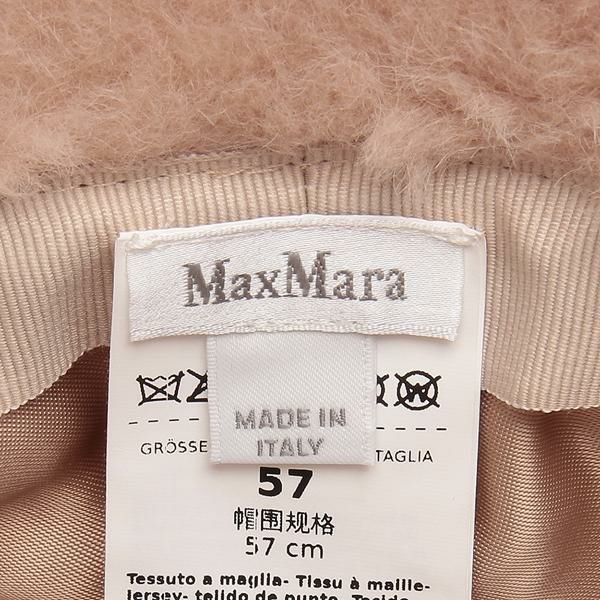 MaxMara
MADE IN
ITALY
GRÖSSE TAGLIA
57
帽围规格
57 cm
Tessuto a maglia- Tissu à maille-
Jersey- tejido de punto- Tecido